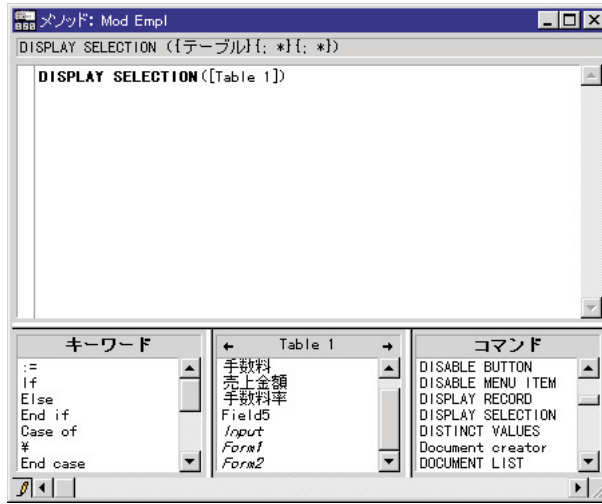 メソッド: Mod Empl
DISPLAY SELECTION ({テーブル}{; *}{; *})
DISPLAY SELECTION([Table 1])
キーワード
:=
If
Else
End if
Case of
¥
End case
← Table 1 →
手数料
売上金額
手数料率
Field5
Input
Form1
Form2
コマンド
DISABLE BUTTON
DISABLE MENU ITEM
DISPLAY RECORD
DISPLAY SELECTION
DISTINCT VALUES
Document creator
DOCUMENT LIST